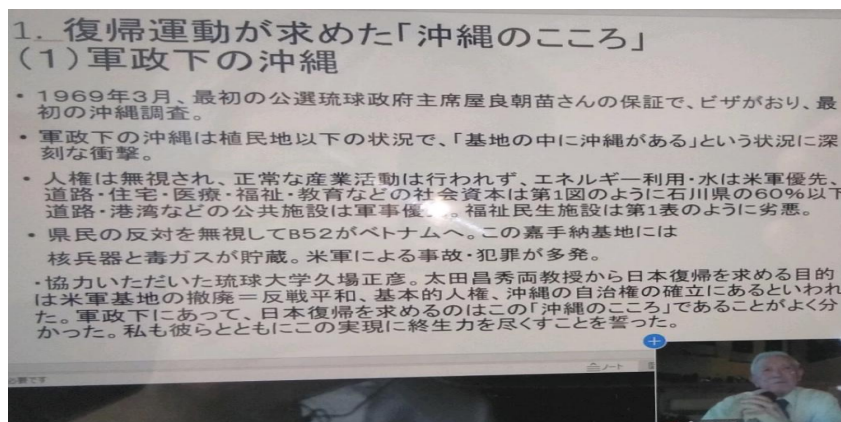 1. 復帰運動が求めた「沖縄のこころ」
(1)軍政下の沖縄
• 1969年3月、最初の公選琉球政府主席屋良朝苗さんの保証で、ビザがおり、最
初の沖縄調査。
• 軍政下の沖縄は植民地以下の状況で、「基地の中に沖縄がある」という状況に深
刻な衝撃。
• 人権は無視され、正常な産業活動は行われず、エネルギー利用・水は米軍優先、
道路・住宅・医療・福祉・教育などの社会資本は第1図のように石川県の60%以下
道路・港湾などの公共施設は軍事優。福祉民生施設は第1表のように劣悪。
• 県民の反対を無視してB52がベトナムへ。この嘉手納基地には
核兵器と毒ガスが貯蔵。米軍による事故・犯罪が多発。
・協力いただいた琉球大学久場正彦。太田昌秀両教授から日本復帰を求める目的
は米軍基地の撤廃=反戦平和、基本的人権、沖縄の自治権の確立にあるといわれ
た。軍政下にあって、日本復帰を求めるのはこの「沖縄のこころ」であることがよく分
かった。私も彼らとともにこの実現に終生力を尽くすことを誓った。
ノート
必要です